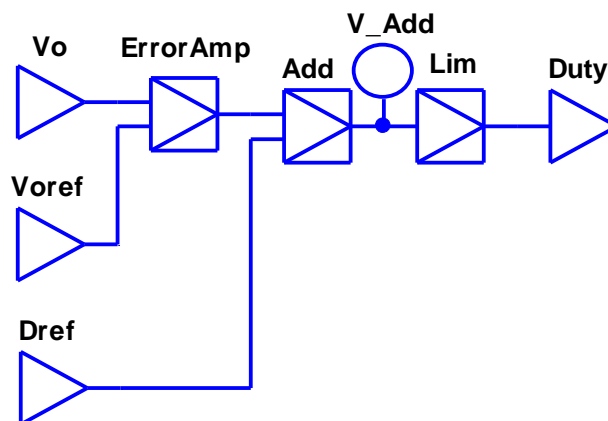 Vo
ErrorAmp
Add
V_Add
Lim
Duty
Voref
Dref